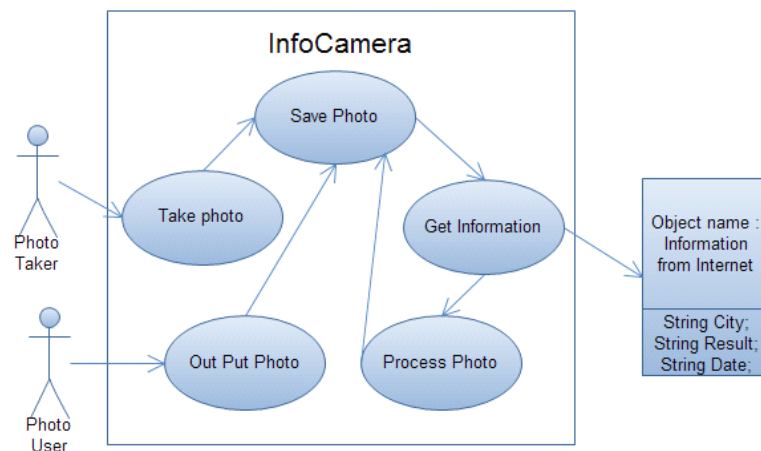 InfoCamera
Save Photo
Take photo
Get Information
Photo
Taker
Out Put Photo
Process Photo
Photo
User
Object name :
Information
from Internet
String City;
String Result;
String Date;